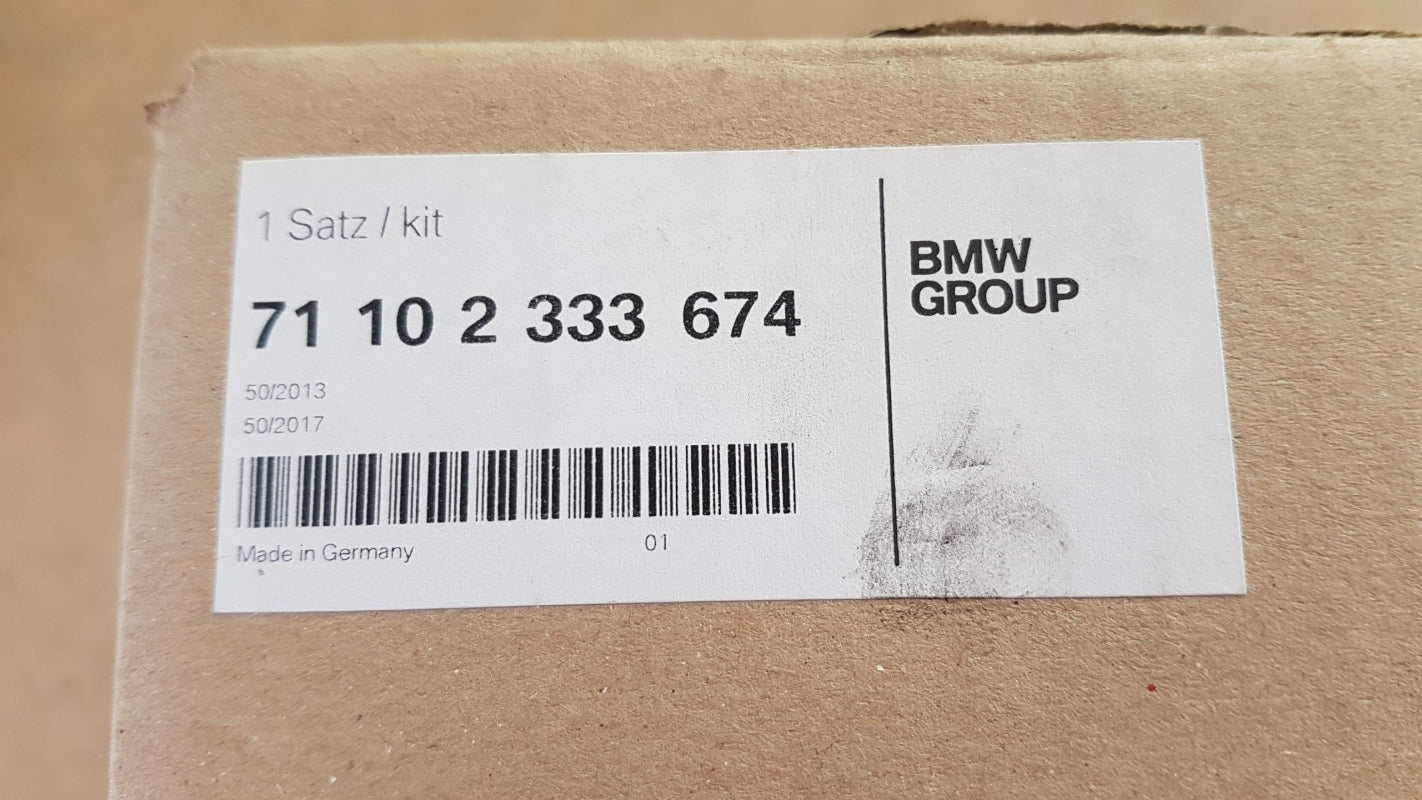 1 Satz / kit
71 10 2 333 674
50/2013
50/2017
Made in Germany
01
BMW
GROUP